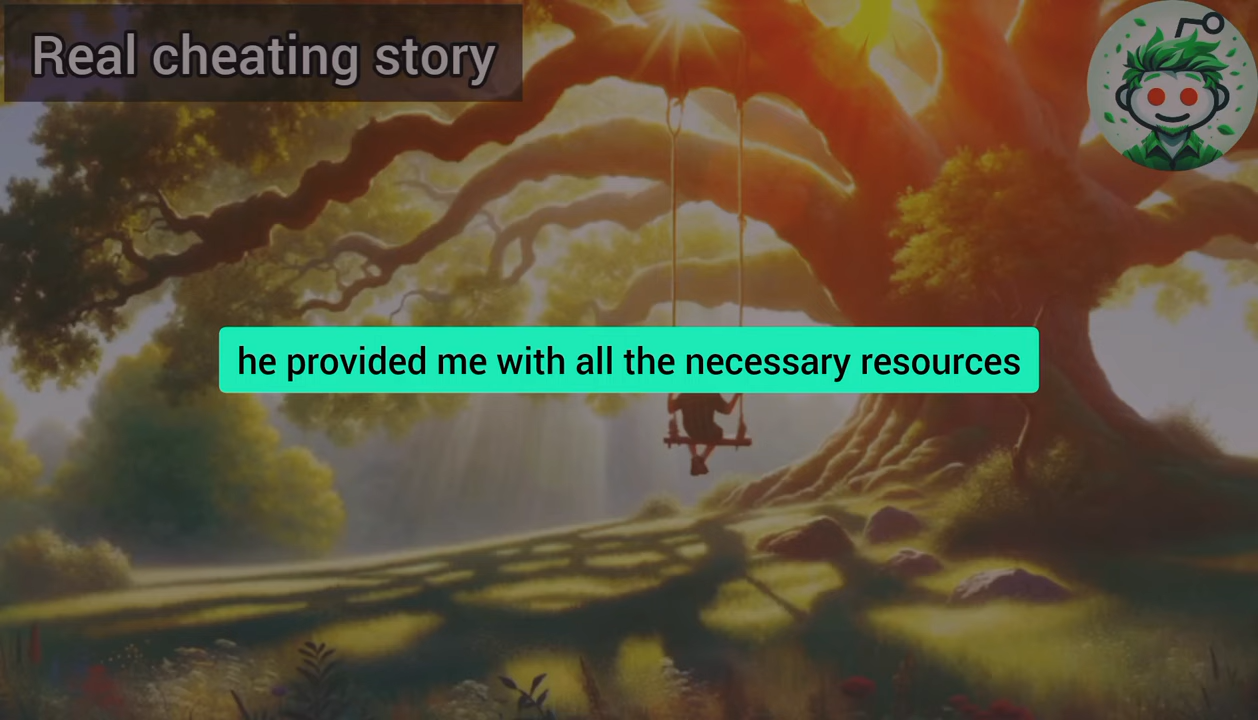 Real cheating story
he provided me with all the necessary resources